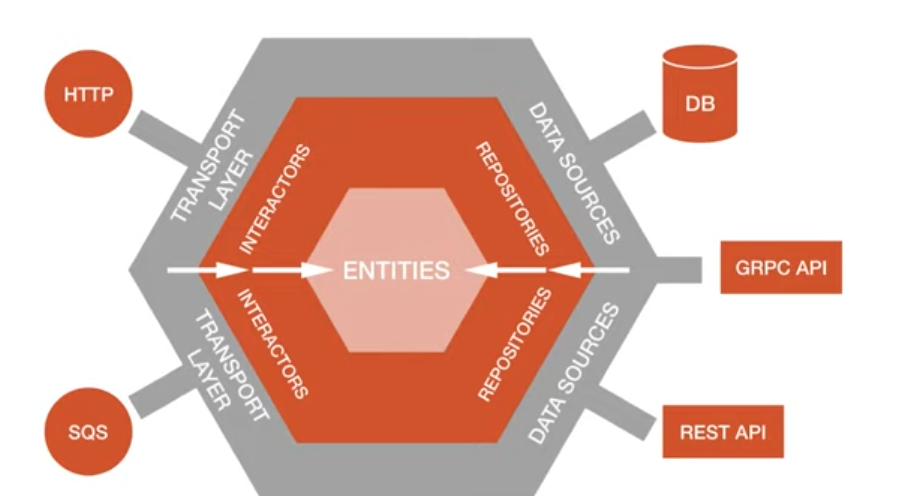 HTTP
TRANSPORT
LAYER
INTERACTORS
REPOSITORIES
DATA SOURCES
DB
ENTITIES
GRPC API
TRANSPORT
LAYER
INTERACTORS
REPOSITORIES
DATA SOURCES
SQS
REST API